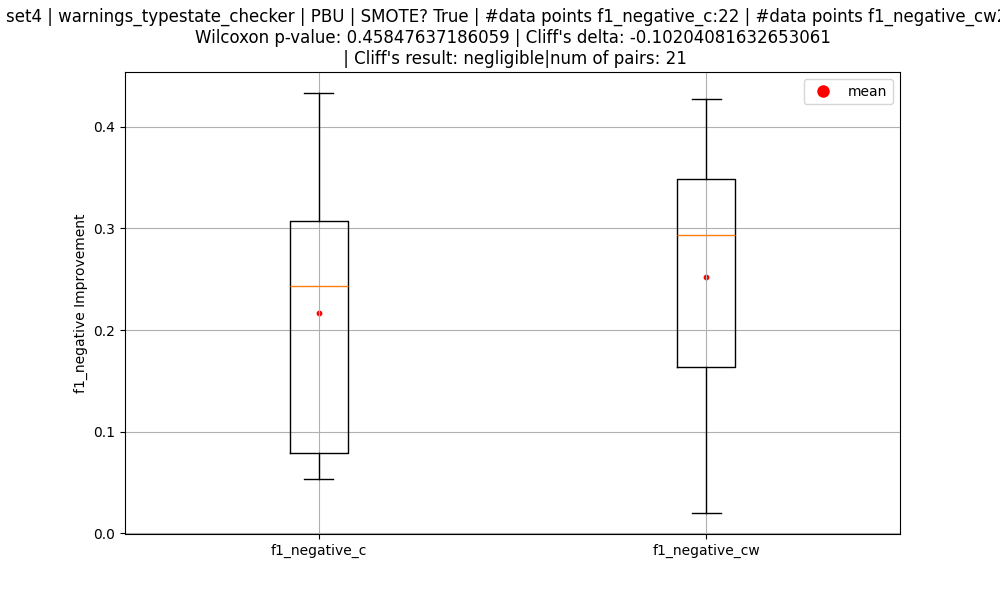 set4 | warnings_typestate_checker | PBU | SMOTE? True | #data points f1_negative_c:22 | #data points f1_negative_cw
Wilcoxon p-value: 0.45847637186059 | Cliff's delta: -0.10204081632653061
| Cliff's result: negligible|num of pairs: 21
mean
0.4
0.3
0.2
0.1
0.0
f1_negative Improvement
f1_negative_c
f1_negative_cw